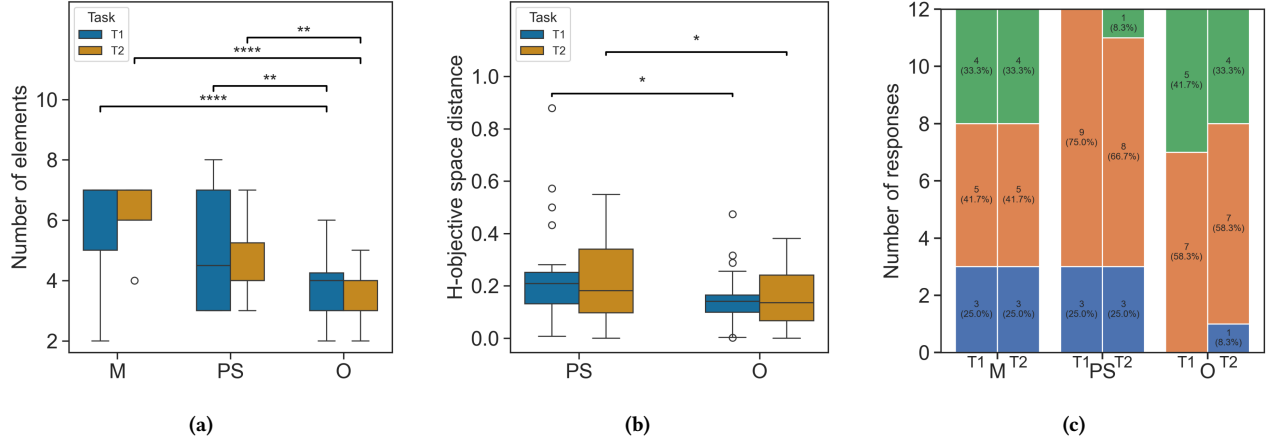 Task
T1
T2
**
****
**
****
Number of elements
10
8
6
4
2
M
PS
O
(a)
Task
T1
T2
*
*
H-objective space distance
1.0
0.8
0.6
0.4
0.2
0.0
PS
O
(b)
Number of responses
12
10
8
6
4
2
0
4
(33.3%)
4
(33.3%)
5
(41.7%)
5
(41.7%)
3
(25.0%)
3
(25.0%)
1
(8.3%)
9
(75.0%)
8
(66.7%)
3
(25.0%)
3
(25.0%)
5
(41.7%)
4
(33.3%)
7
(58.3%)
7
(58.3%)
1
(8.3%)
T1 T2
T1 T2
T1 T2
M
PS
O
(c)